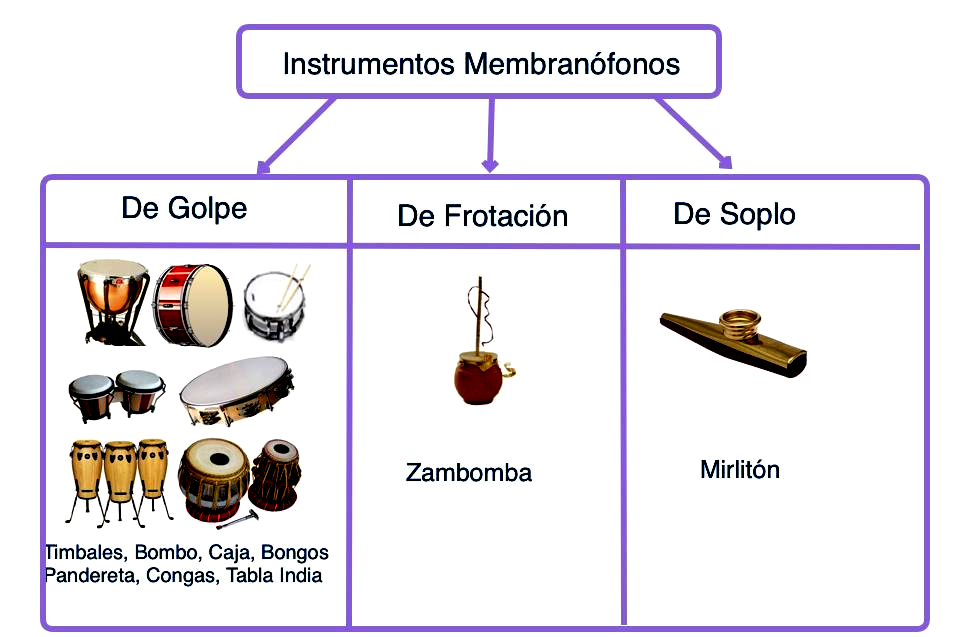 Instrumentos Membranófonos
De Golpe
De Frotación
De Soplo
Zambomba
Mirlitón
Timbales, Bombo, Caja, Bongos
Pandereta, Congas, Tabla India